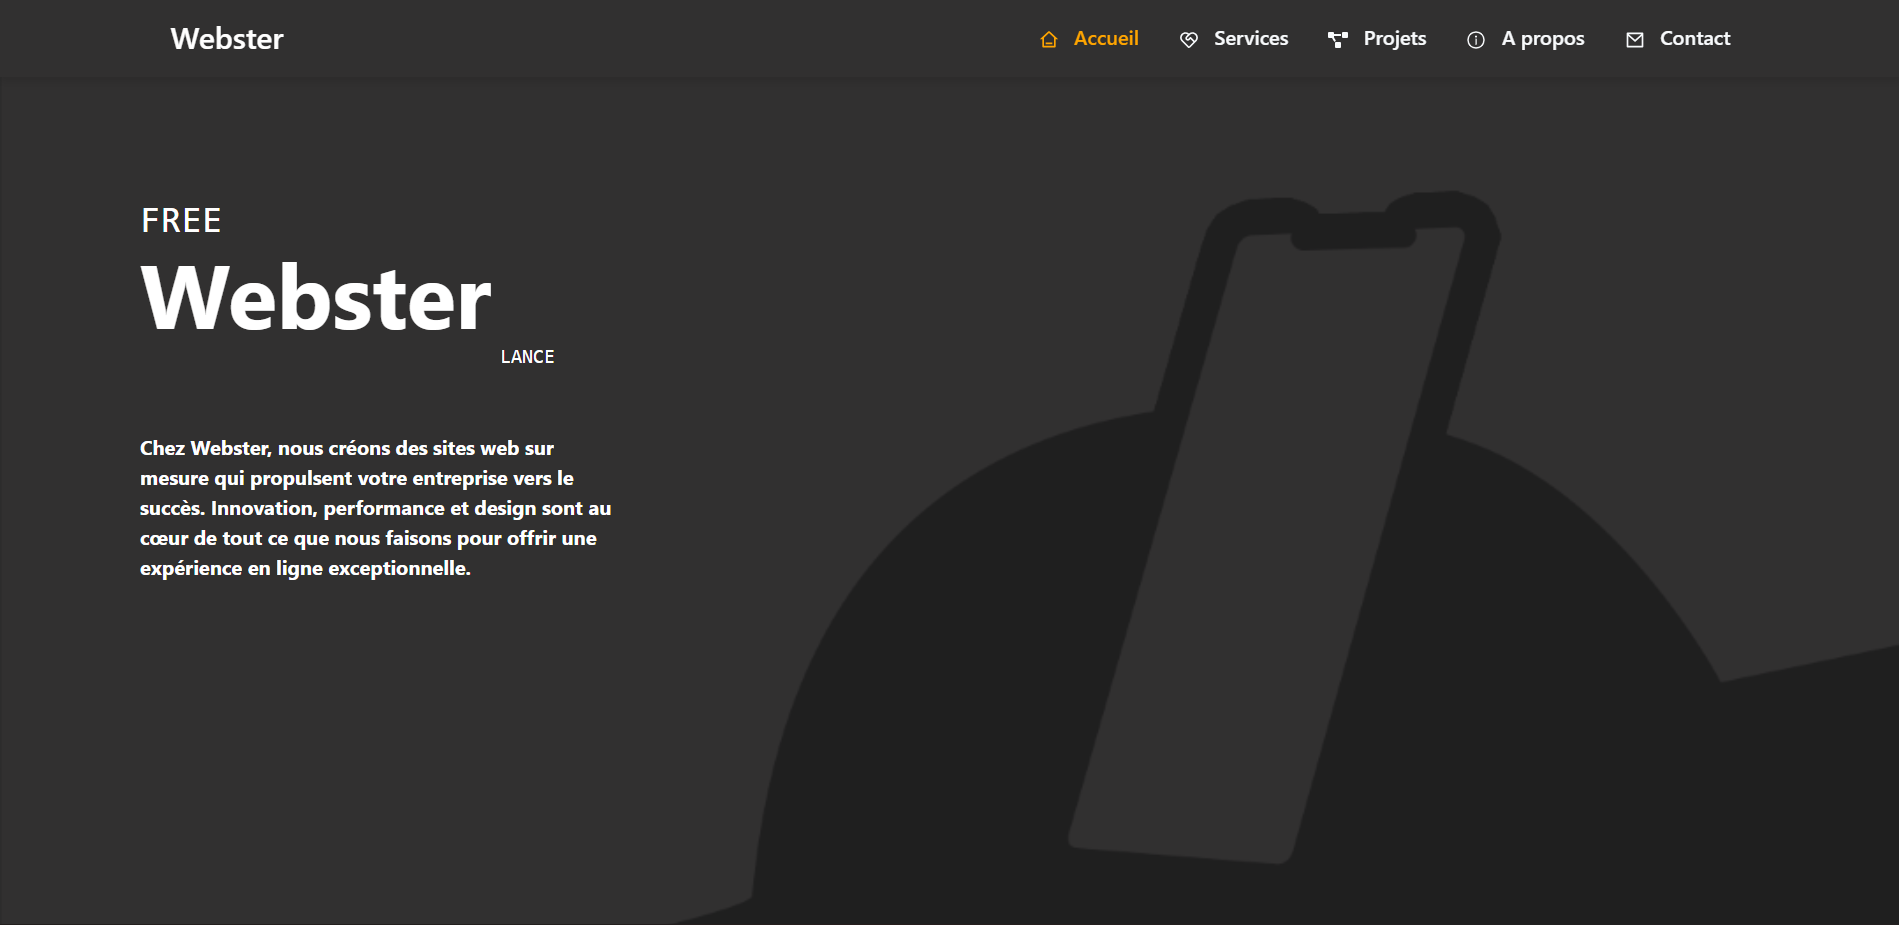 Webster
Accueil
Services
Projets
A propos
Contact
FREE
Webster
LANCE
Chez Webster, nous créons des sites web sur
mesure qui propulsent votre entreprise vers le
succès. Innovation, performance et design sont au
cœur de tout ce que nous faisons pour offrir une
expérience en ligne exceptionnelle.